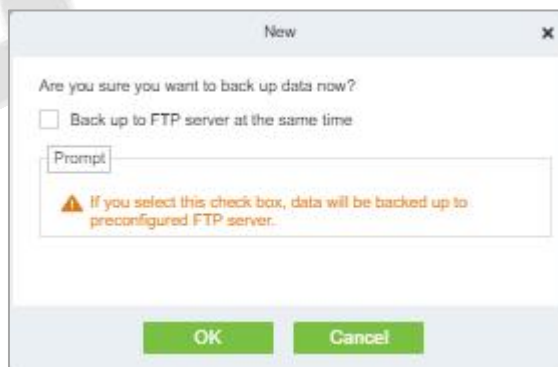 New
Are you sure you want to back up data now?
Back up to FTP server at the same time
Prompt
If you select this check box, data will be backed up to
preconfigured FTP server.
OK Cancel